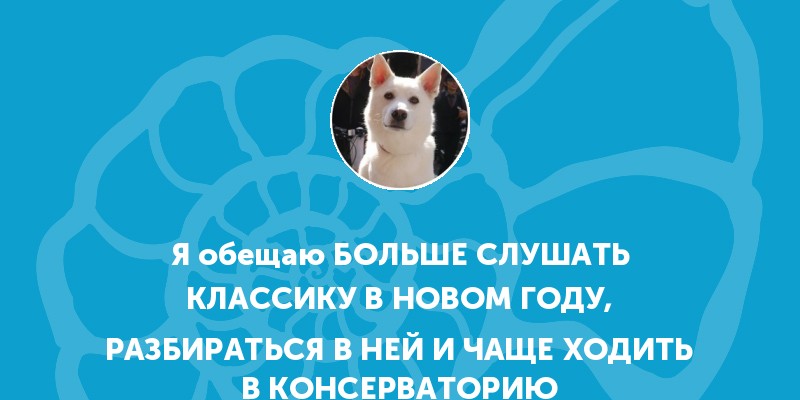 Я обещаю БОЛЬШЕ СЛУШАТЬ
КЛАССИКУ В НОВОМ ГОДУ,
РАЗБИРАТЬСЯ В НЕЙ И ЧАЩЕ ХОДИТЬ
В КОНСЕРВАТОРИЮ